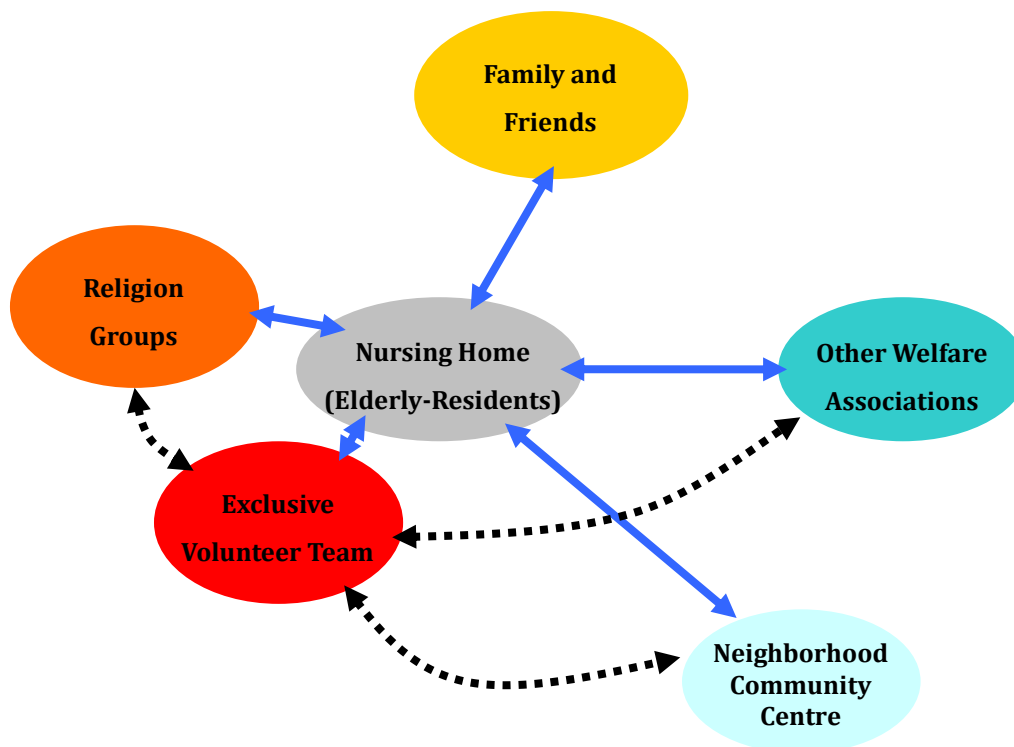 Family and
Friends
Religion
Groups
Nursing Home
(Elderly-Residents)
Other Welfare
Associations
Exclusive
Volunteer Team
Neighborhood
Community
Centre